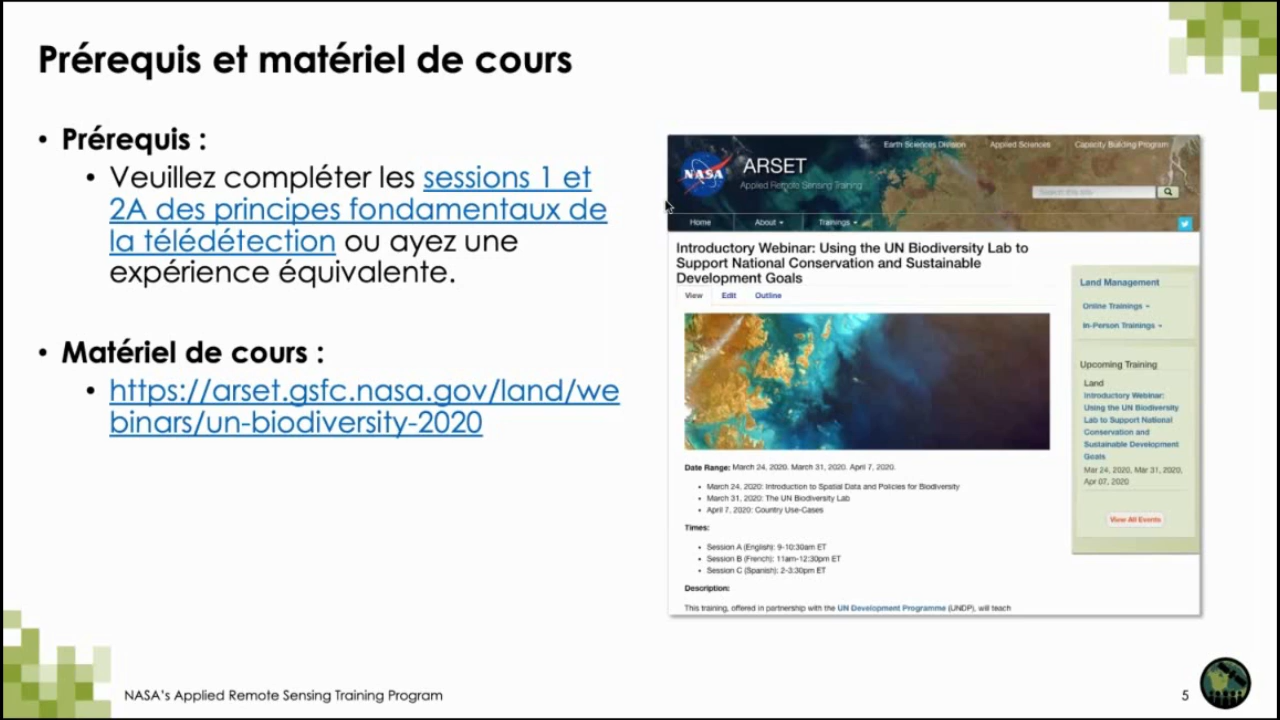 Prérequis et matériel de cours
• Prérequis :
• Veuillez compléter les sessions 1 et
2A des principes fondamentaux de
la télédétection ou ayez une
expérience équivalente.
• Matériel de cours :
• https://arset.gsfc.nasa.gov/land/we
binars/un-biodiversity-2020
Earth Sciences Division Applied Sciences Capacity Building Program
NASA
ARSET
Applied Remote Sensing Training
Search this site
Home About Trainings
Introductory Webinar: Using the UN Biodiversity Lab to
Support National Conservation and Sustainable
Development Goals
View Edit Outline
Date Range: March 24, 2020. March 31, 2020. April 7, 2020.
• March 24, 2020: Introduction to Spatial Data and Policies for Biodiversity
• March 31, 2020: The UN Biodiversity Lab
• April 7, 2020: Country Use-Cases
Times:
• Session A (English): 9-10:30am ET
• Session B (French): 11am-12:30pm ET
• Session C (Spanish): 2-3:30pm ET
Description:
This training, offered in partnership with the UN Development Programme (UNDP), will teach
Land Management
Online Trainings
In-Person Trainings
Upcoming Training
Land
Introductory Webinar:
Using the UN Biodiversity
Lab to Support National
Conservation and
Sustainable Development
Goals
Mar 24, 2020, Mar 31, 2020,
Apr 07, 2020
View All Events
NASA's Applied Remote Sensing Training Program
5